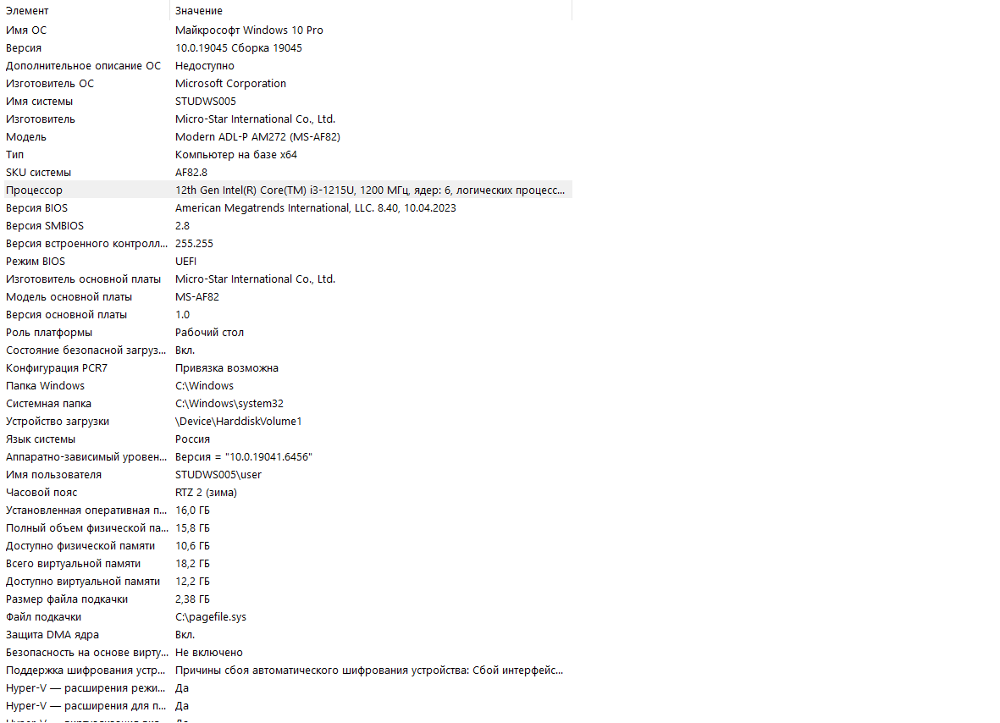 Элемент Значение
Имя ОС Майкрософт Windows 10 Pro
Версия 10.0.19045 Сборка 19045
Дополнительное описание ОС Недоступно
Изготовитель ОС Microsoft Corporation
Имя системы STUDWS005
Изготовитель Micro-Star International Co., Ltd.
Модель Modern ADL-P AM272 (MS-AF82)
Тип Компьютер на базе x64
SKU системы AF82.8
Процессор 12th Gen Intel(R) Core(TM) i3-1215U, 1200 МГц, ядер: 6, логических процесс...
Версия BIOS American Megatrends International, LLC. 8.40, 10.04.2023
Версия SMBIOS 2.8
Версия встроенного контролл... 255.255
Режим BIOS UEFI
Изготовитель основной платы Micro-Star International Co., Ltd.
Модель основной платы MS-AF82
Версия основной платы 1.0
Роль платформы Рабочий стол
Состояние безопасной загруз... Вкл.
Конфигурация PCR7 Привязка возможна
Папка Windows C:\Windows
Системная папка C:\Windows\system32
Устройство загрузки \Device\HarddiskVolume1
Язык системы Россия
Аппаратно-зависимый уровен... Версия = "10.0.19041.6456"
Имя пользователя STUDWS005\user
Часовой пояс RTZ 2 (зима)
Установленная оперативная п... 16,0 ГБ
Полный объем физической па... 15,8 ГБ
Доступно физической памяти 10,6 ГБ
Всего виртуальной памяти 18,2 ГБ
Доступно виртуальной памяти 12,2 ГБ
Размер файла подкачки 2,38 ГБ
Файл подкачки C:\pagefile.sys
Защита DMA ядра Вкл.
Безопасность на основе вирту... Не включено
Поддержка шифрования устр... Причины сбоя автоматического шифрования устройства: Сбой интерфейс...
Hyper-V — расширения режи... Да
Hyper-V — расширения для п... Да